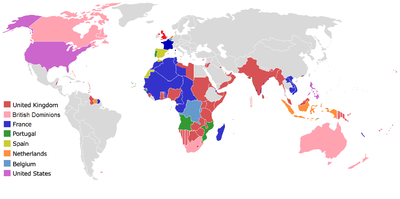 United Kingdom
British Dominions
France
Portugal
Spain
Netherlands
Belgium
United States